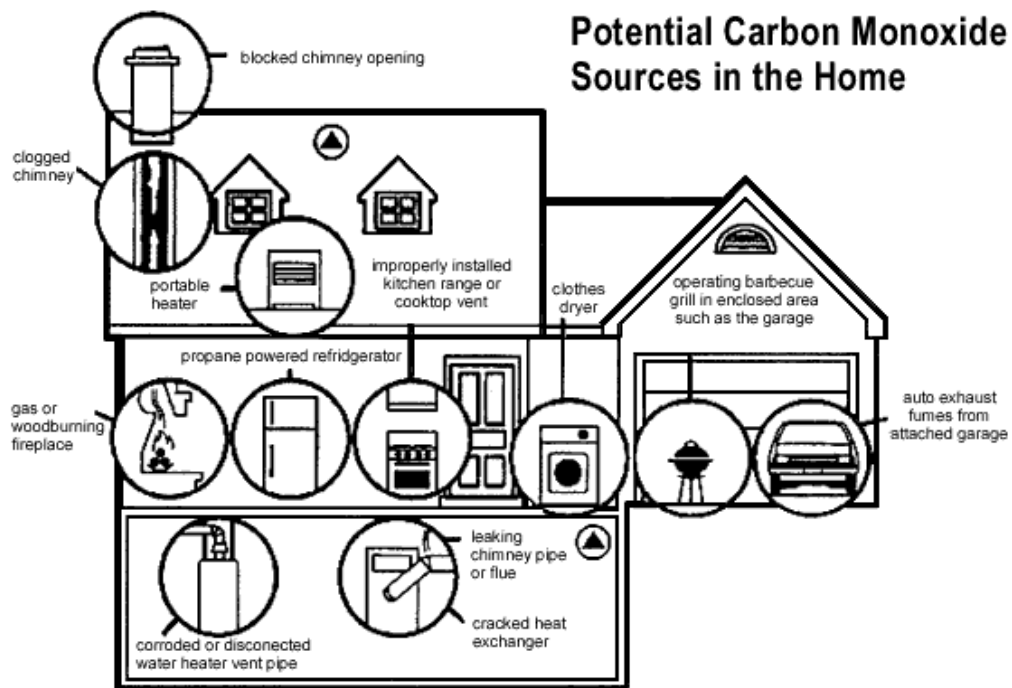 Potential Carbon Monoxide
Sources in the Home
blocked chimney opening
clogged
chimney
portable
heater
improperly installed
kitchen range or
cooktop vent
clothes
dryer
operating barbecue
grill in enclosed area
such as the garage
propane powered refridgerator
gas or
woodburning
fireplace
auto exhaust
fumes from
attached garage
leaking
chimney pipe
or flue
cracked heat
exchanger
corroded or disconected
water heater vent pipe